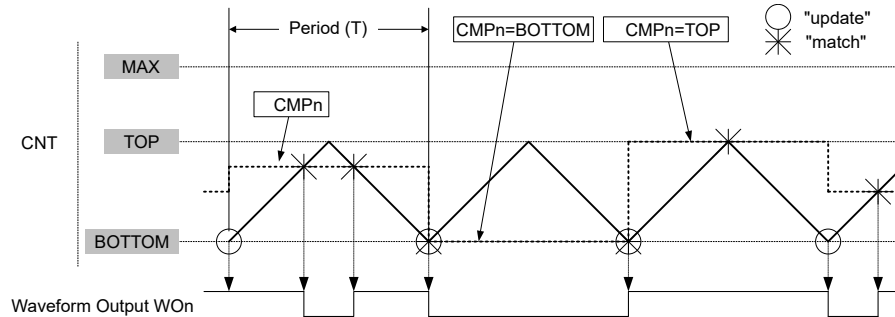 Period (T)
CMPn=BOTTOM
CMPn=TOP
"update"
"match"
MAX
CMPn
CNT
TOP
BOTTOM
Waveform Output WOn